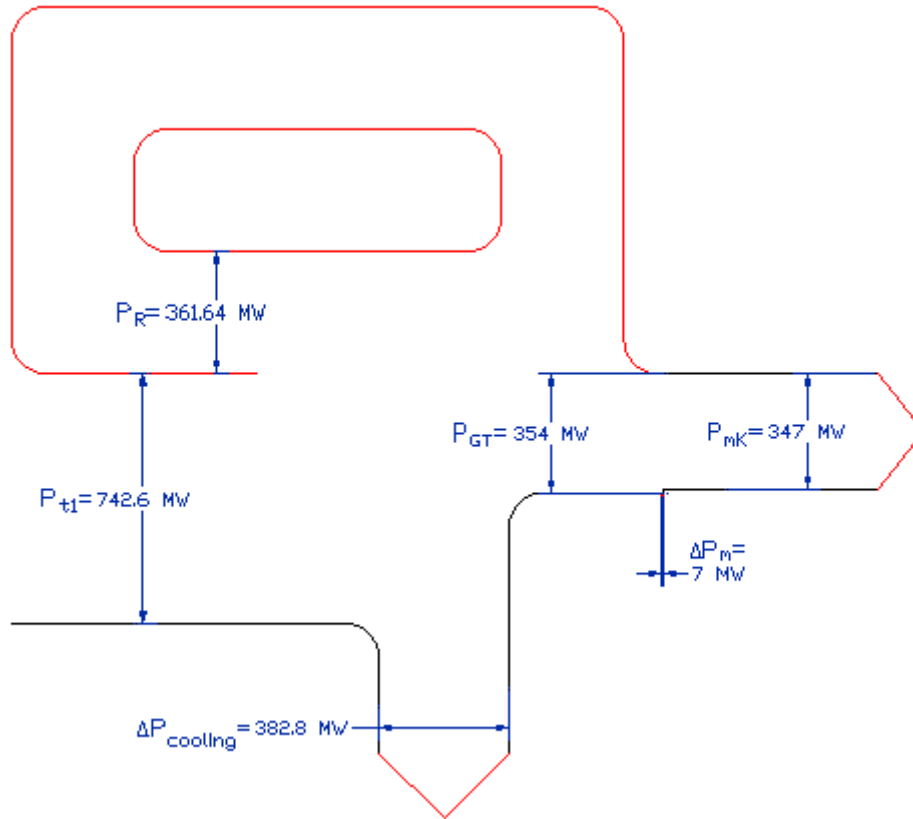 P_R=361.64 MW
P_GT=354 MW
P_mK=347 MW
P_t1=742.6 MW
ΔP_m=
7 MW
ΔP_cooling=382.8 MW